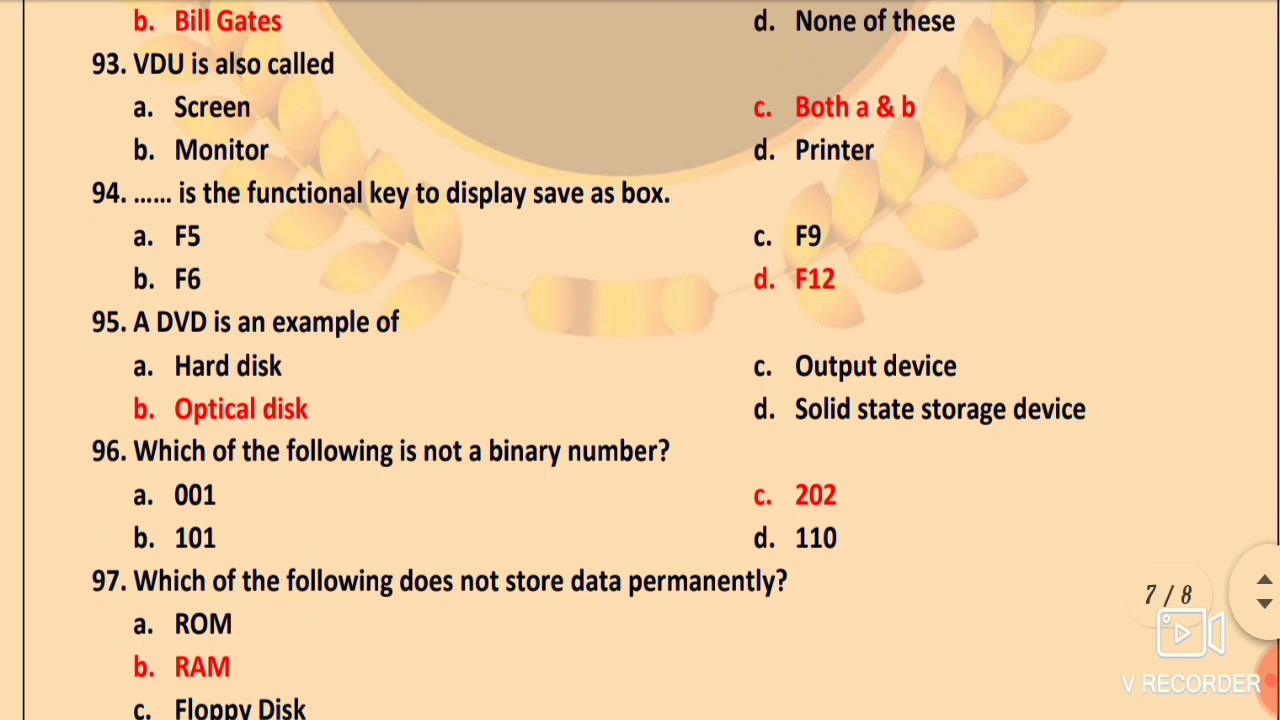 b. Bill Gates d. None of these
93. VDU is also called
a. Screen c. Both a & b
b. Monitor d. Printer
94. ...... is the functional key to display save as box.
a. F5 c. F9
b. F6 d. F12
95. A DVD is an example of
a. Hard disk c. Output device
b. Optical disk d. Solid state storage device
96. Which of the following is not a binary number?
a. 001 c. 202
b. 101 d. 110
97. Which of the following does not store data permanently?
a. ROM
7 / 8
b. RAM
V RECORDER
c. Floppy Disk